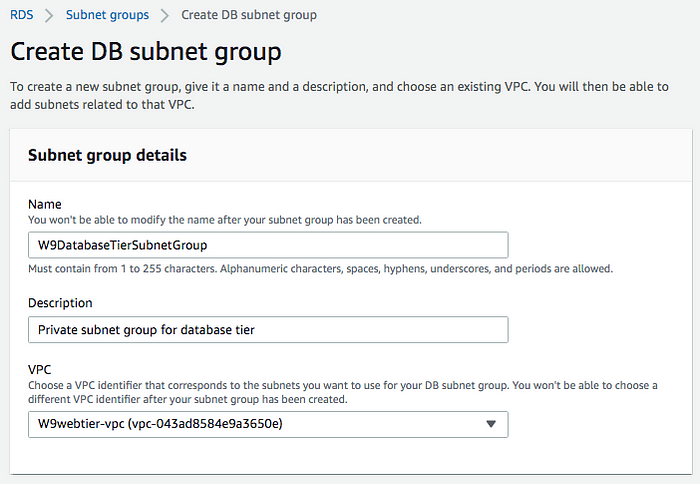 RDS > Subnet groups > Create DB subnet group
Create DB subnet group
To create a new subnet group, give it a name and a description, and choose an existing VPC. You will then be able to
add subnets related to that VPC.
Subnet group details
Name
You won't be able to modify the name after your subnet group has been created.
W9DatabaseTierSubnetGroup
Must contain from 1 to 255 characters. Alphanumeric characters, spaces, hyphens, underscores, and periods are allowed.
Description
Private subnet group for database tier
VPC
Choose a VPC identifier that corresponds to the subnets you want to use for your DB subnet group. You won't be able to choose a
different VPC identifier after your subnet group has been created.
W9webtier-vpc (vpc-043ad8584e9a3650e)